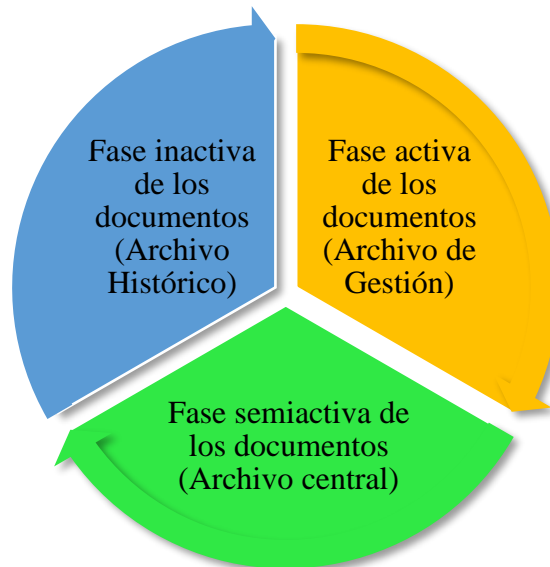 Fase inactiva
de los
documentos
(Archivo
Histórico)
Fase activa
de los
documentos
(Archivo de
Gestión)
Fase semiactiva de
los documentos
(Archivo central)